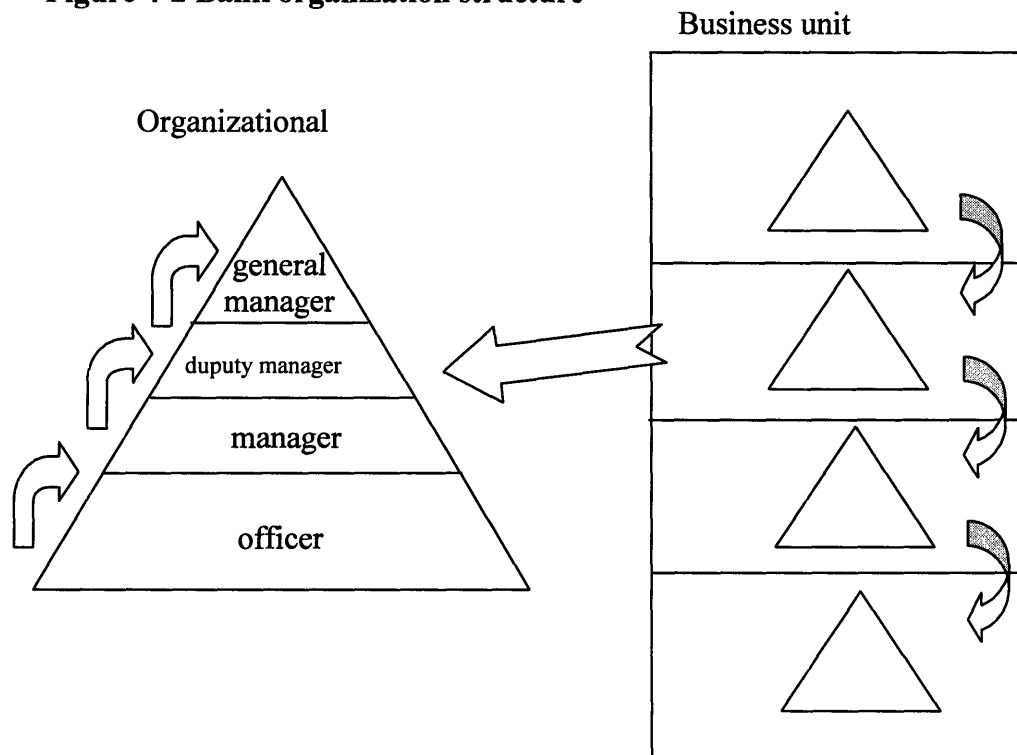 Business unit
Organizational
general
manager
duputy manager
manager
officer